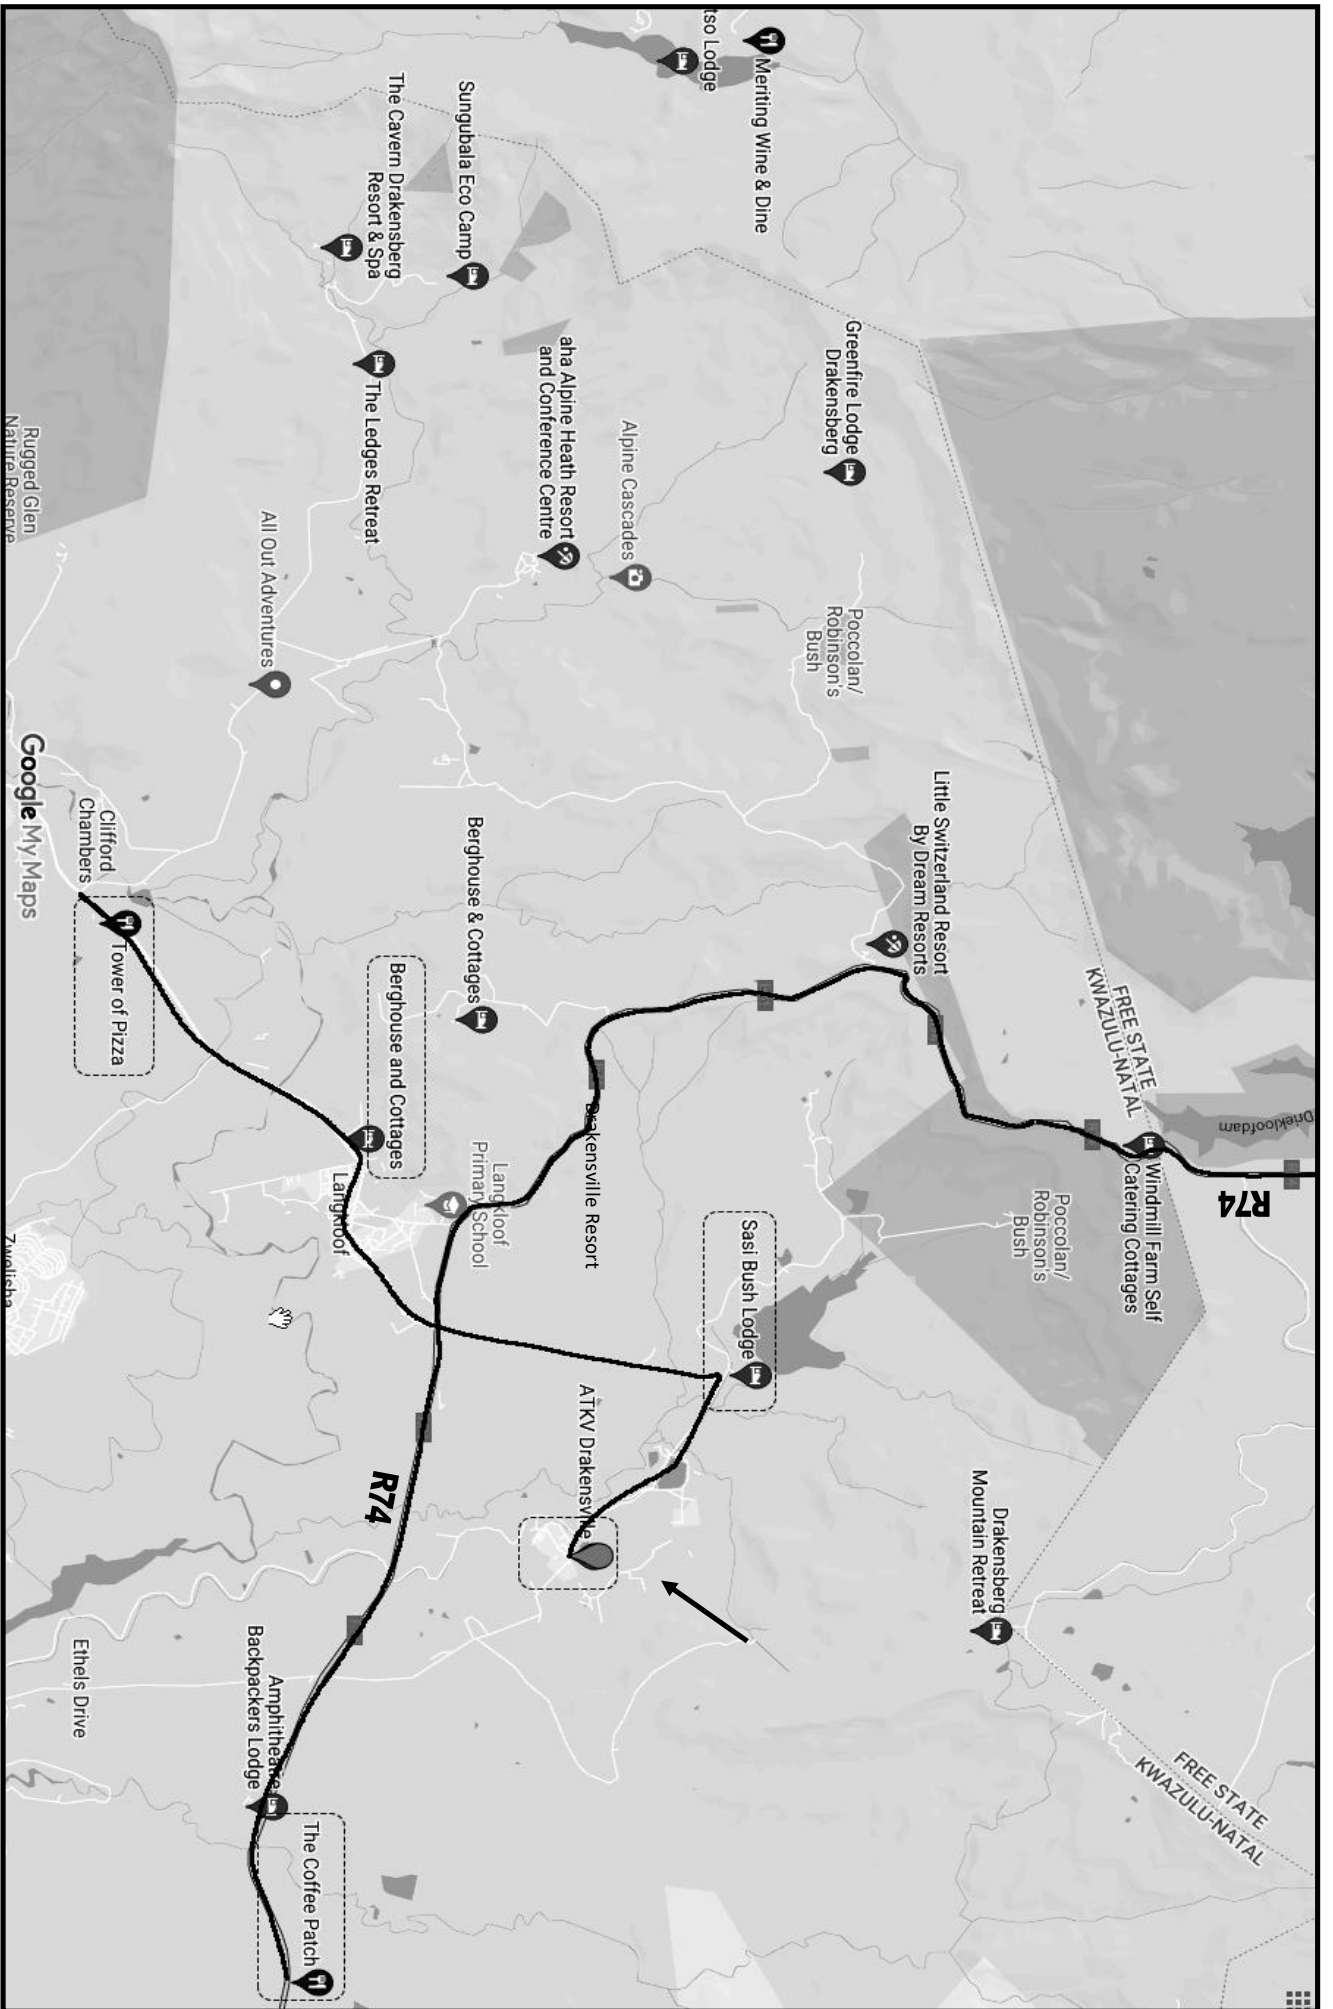 tso Lodge
Meriting Wine & Dine
Sungubala Eco Camp
The Cavern Drakensberg
Resort & Spa
Greenfire Lodge
Drakensberg
aha Alpine Heath Resort
and Conference Centre
Alpine Cascades
The Ledges Retreat
Rugged Glen
Nature Reserve
All Out Adventures
Poccolan/
Robinson's
Bush
Little Switzerland Resort
By Dream Resorts
Google My Maps
Clifford
Chambers
Berghouse & Cottages
Tower of Pizza
Berghouse and Cottages
FREE STATE
KWAZULU-NATAL
Driekloofdam
R74
Windmill Farm Self
Catering Cottages
Drakensville Resort
Langkloof
Primary School
Langkloof
Poccolan/
Robinson's
Bush
Sasi Bush Lodge
Zwelisha
ATKV Drakensville
R74
Drakensberg
Mountain Retreat
Ethels Drive
Amphitheatre
Backpackers Lodge
The Coffee Patch
FREE STATE
KWAZULU-NATAL